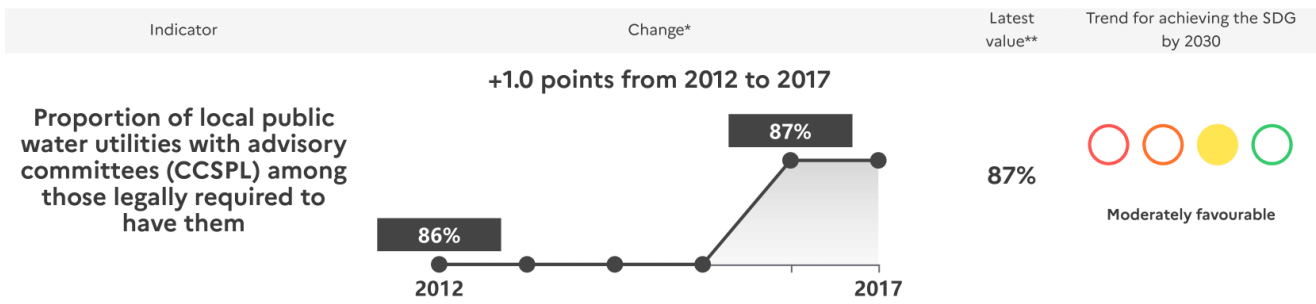 Indicator
Change*
Latest
value**
Trend for achieving the SDG
by 2030
Proportion of local public
water utilities with advisory
committees (CCSPL) among
those legally required to
have them
+1.0 points from 2012 to 2017
86%
87%
2012
2017
87%
Moderately favourable